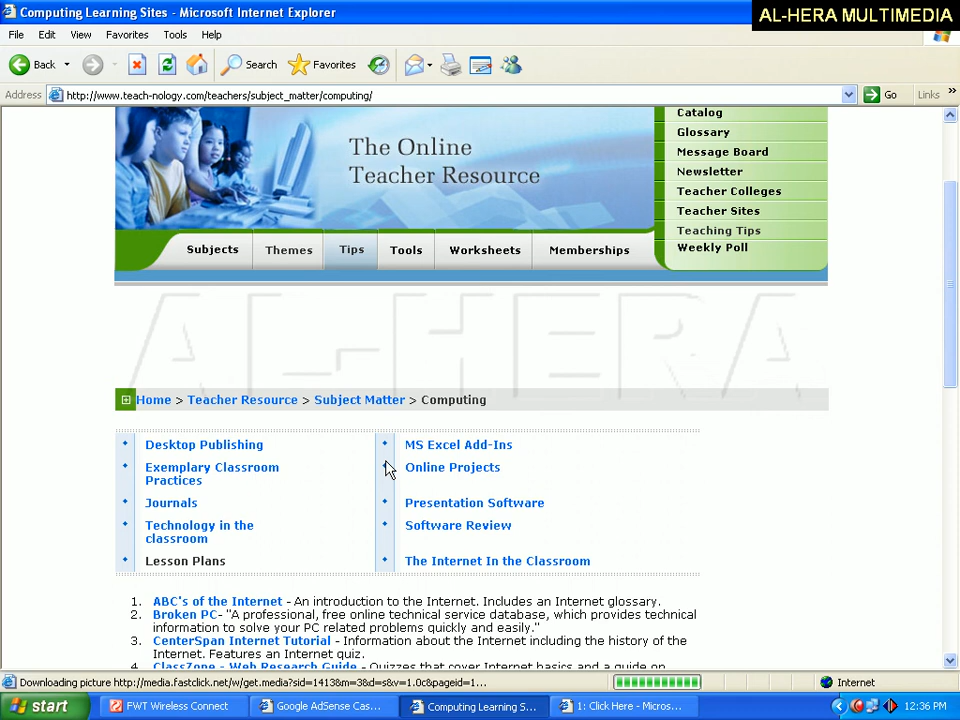 Computing Learning Sites - Microsoft Internet Explorer
AL-HERA MULTIMEDIA
File Edit View Favorites Tools Help
Back Search Favorites
Address http://www.teach-nology.com/teachers/subject_matter/computing/ Go Links »
The Online
Teacher Resource
Catalog
Glossary
Message Board
Newsletter
Teacher Colleges
Teacher Sites
Teaching Tips
Weekly Poll
Subjects Themes Tips Tools Worksheets Memberships
AL-HERA
Home > Teacher Resource > Subject Matter > Computing
Desktop Publishing
Exemplary Classroom
Practices
Journals
Technology in the
classroom
Lesson Plans
MS Excel Add-Ins
Online Projects
Presentation Software
Software Review
The Internet In the Classroom
1. ABC's of the Internet - An introduction to the Internet. Includes an Internet glossary.
2. Broken PC- "A professional, free online technical service database, which provides technical
information to solve your PC related problems quickly and easily."
3. CenterSpan Internet Tutorial - Information about the Internet including the history of the
Internet. Features an Internet quiz.
4. ClassZone - Web Research Guide - Quizzes that cover Internet basics and a guide on
Downloading picture http://media.fastclick.net/w/get.media?sid=1413&m=3&d=s&v=1.0c&pageid=1... Internet
start FWT Wireless Connect Google AdSense Cas... Computing Learning S... 1: Click Here - Micros... 12:36 PM